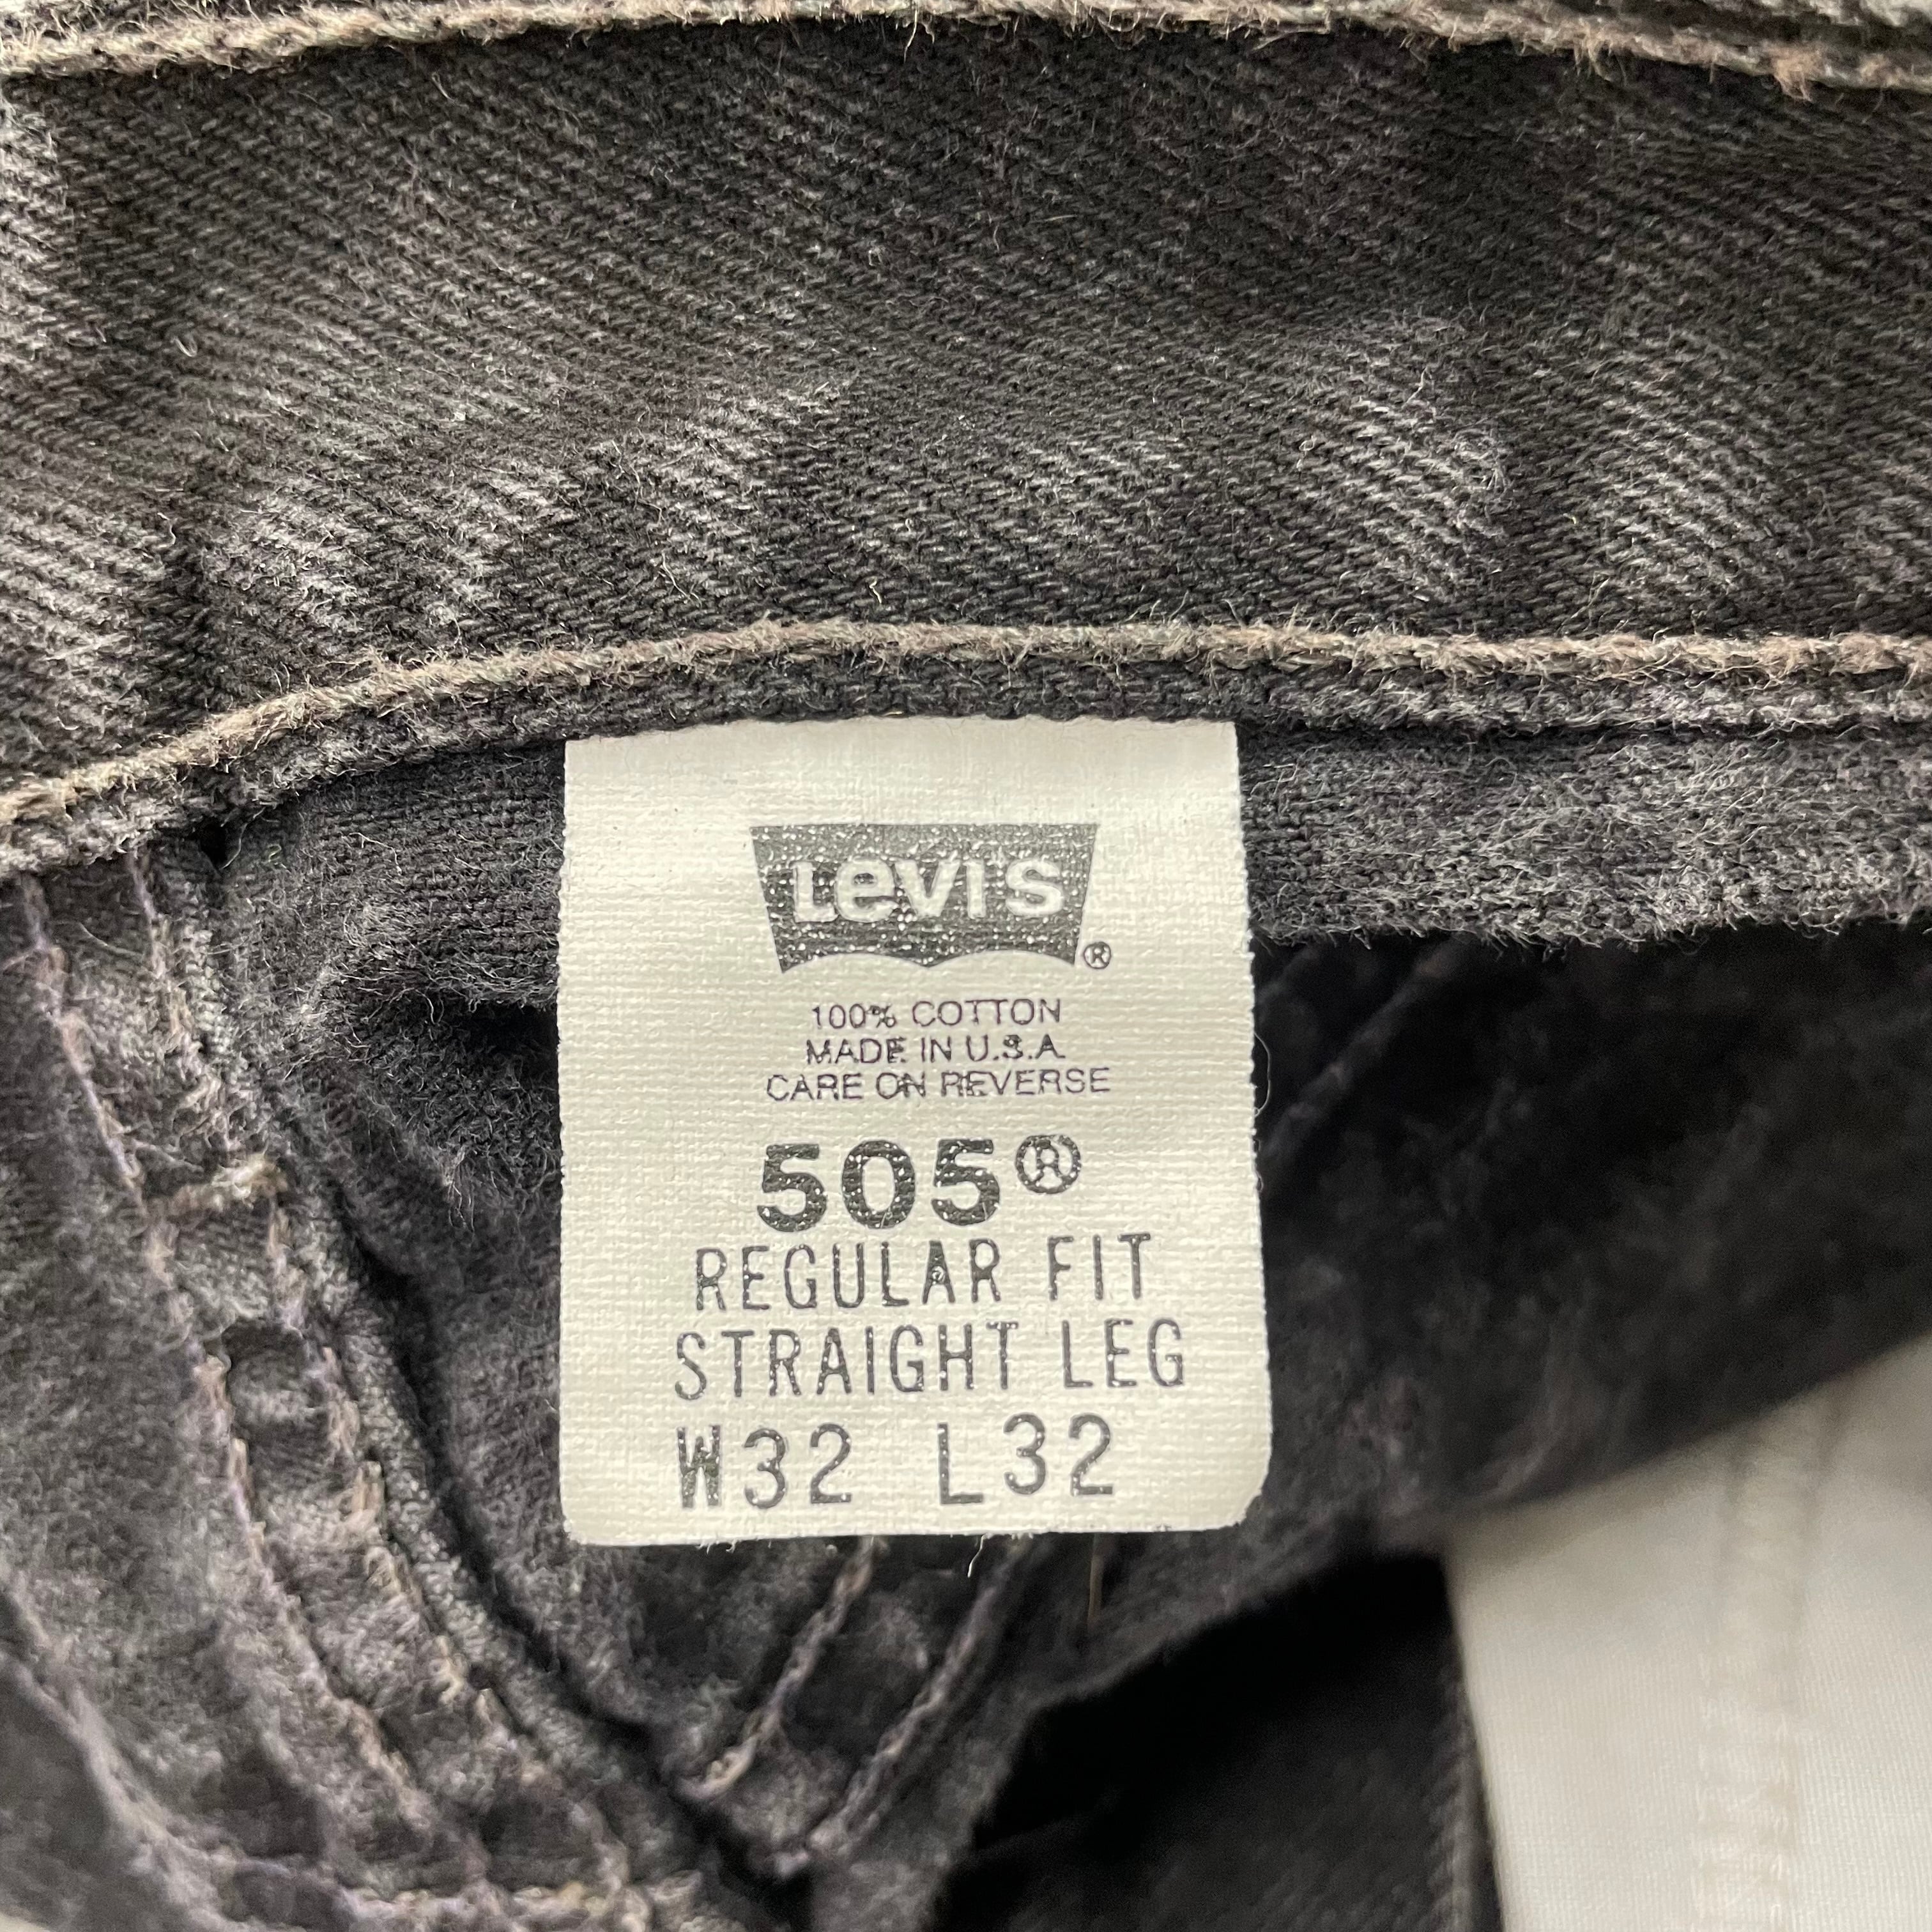 LEVI'S®
100% COTTON
MADE IN U.S.A.
CARE ON REVERSE
505®
REGULAR FIT
STRAIGHT LEG
W32 L32